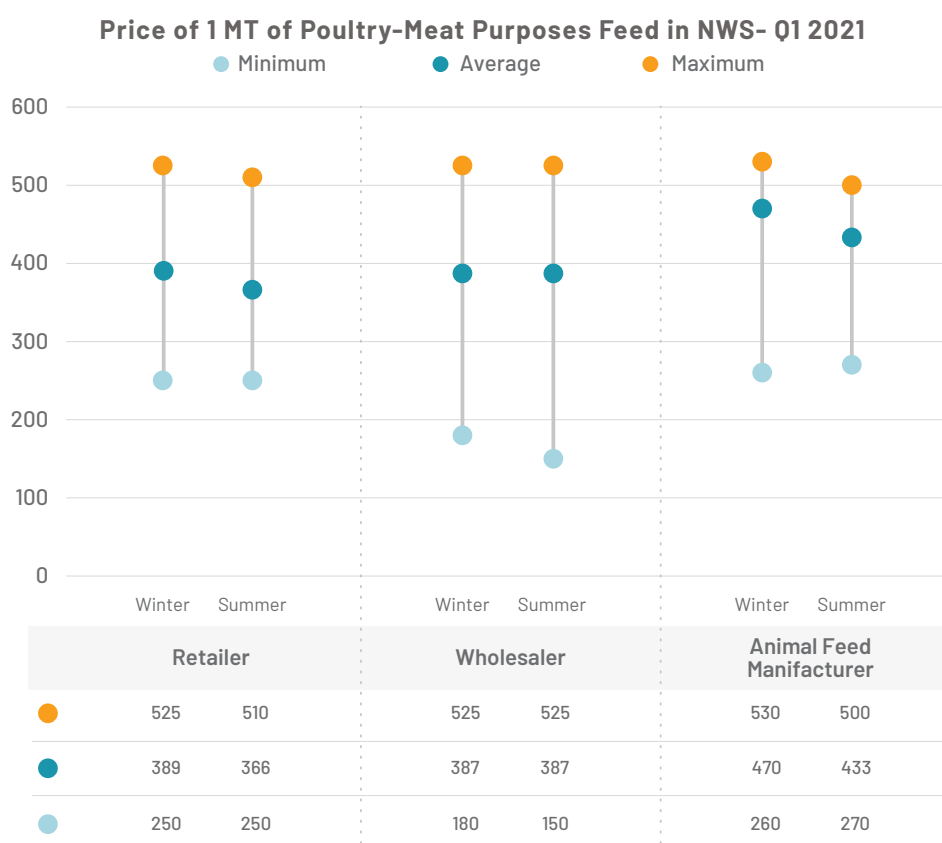 Price of 1 MT of Poultry-Meat Purposes Feed in NWS- Q1 2021
Minimum Average Maximum
600
500
400
300
200
100
0
Winter Summer Winter Summer Winter Summer
Retailer Wholesaler Animal Feed
Manifacturer
525 510 525 525 530 500
389 366 387 387 470 433
250 250 180 150 260 270